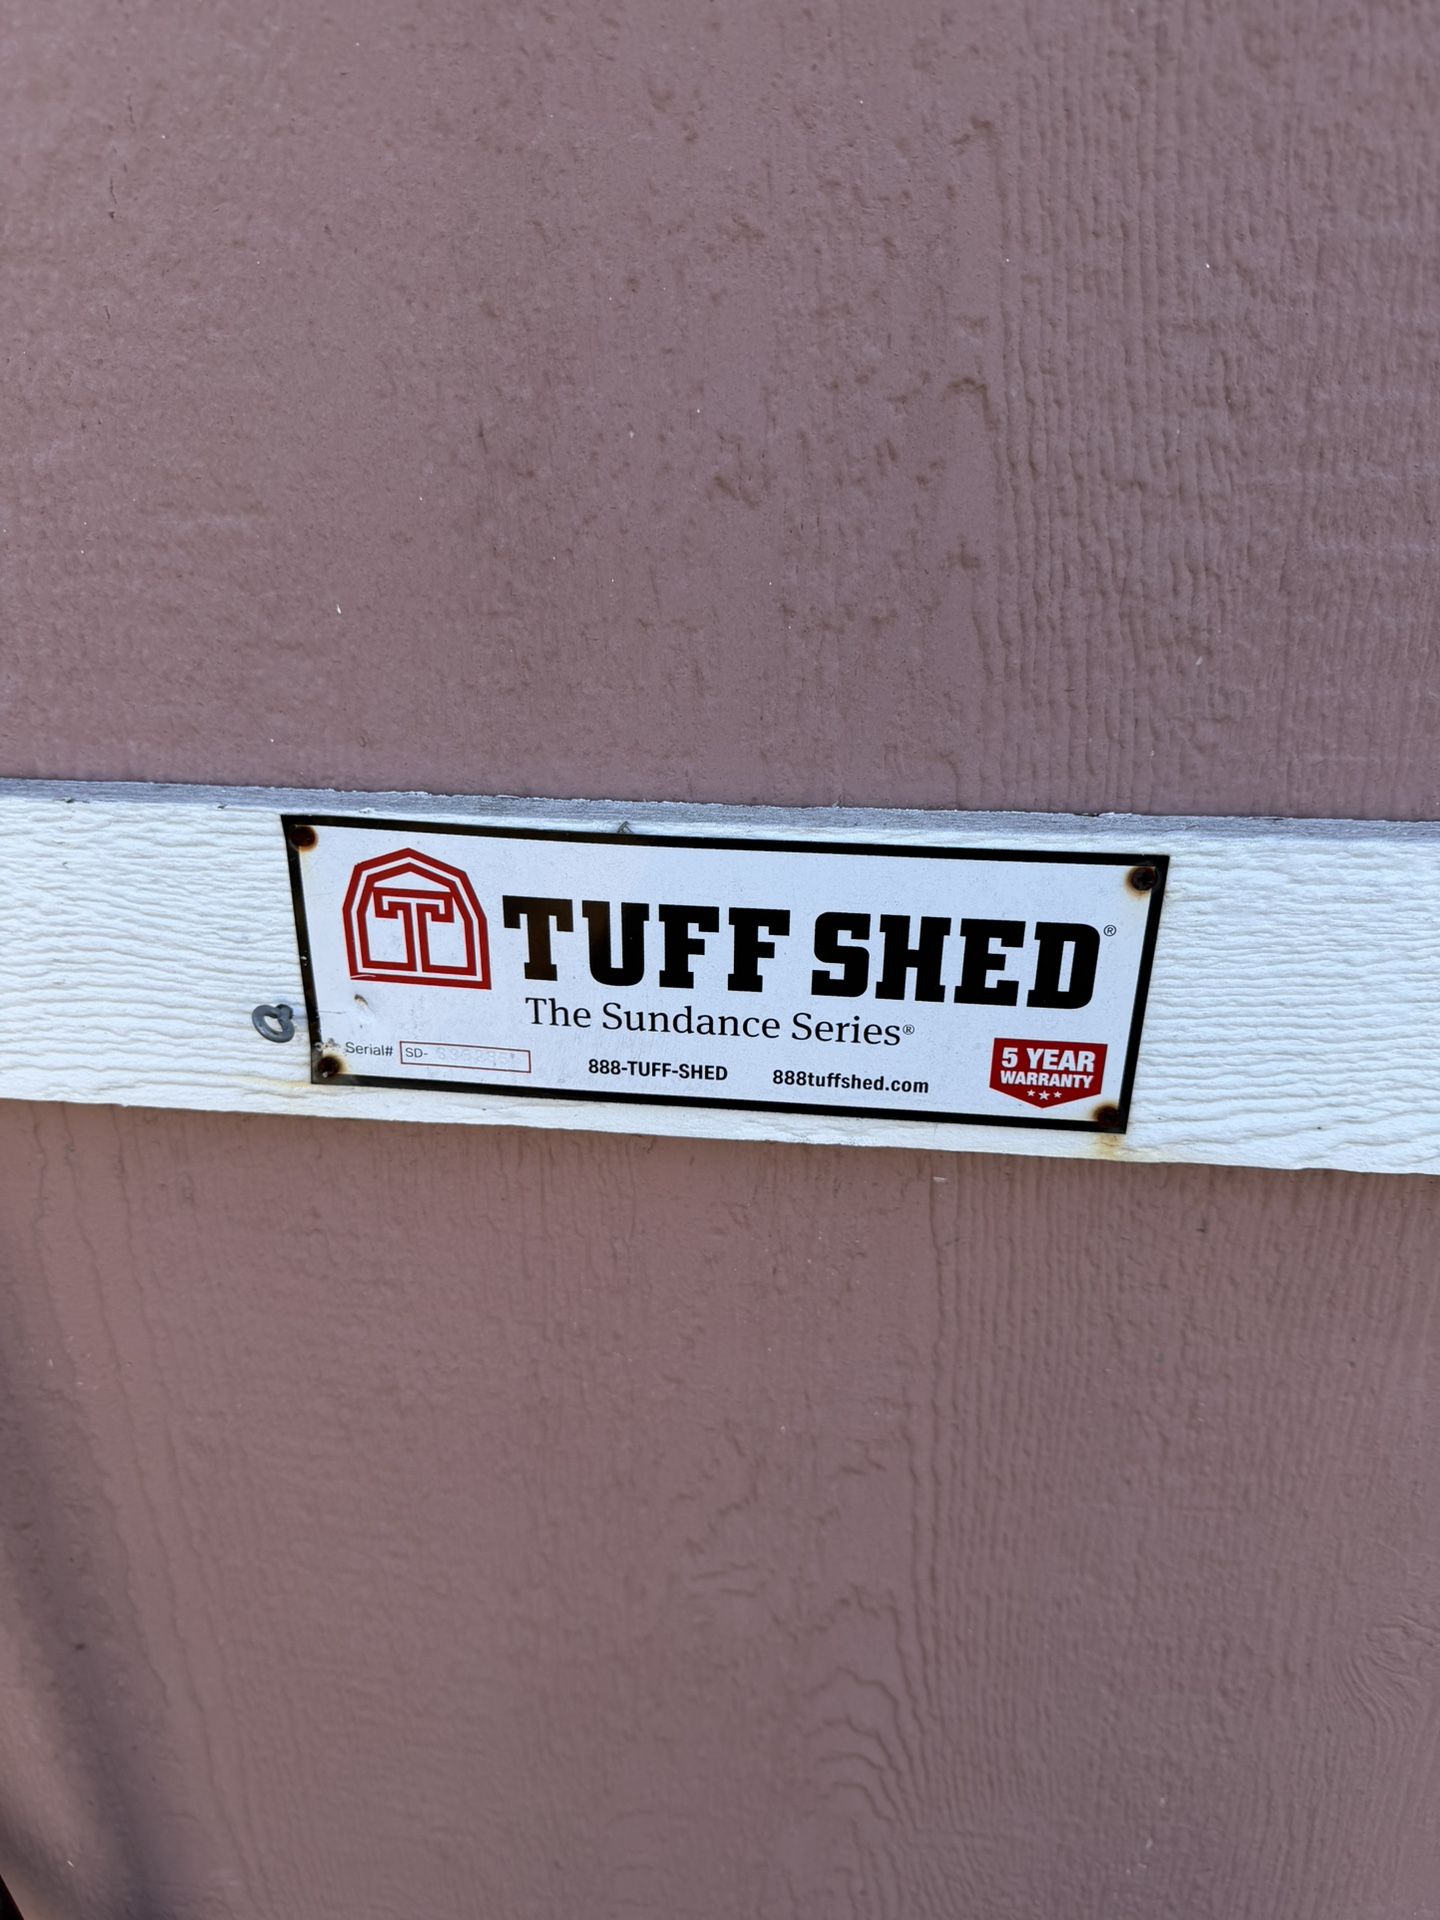 TUFF SHED®
The Sundance Series®
Serial# SD-
888-TUFF-SHED 888tuffshed.com
5 YEAR
WARRANTY